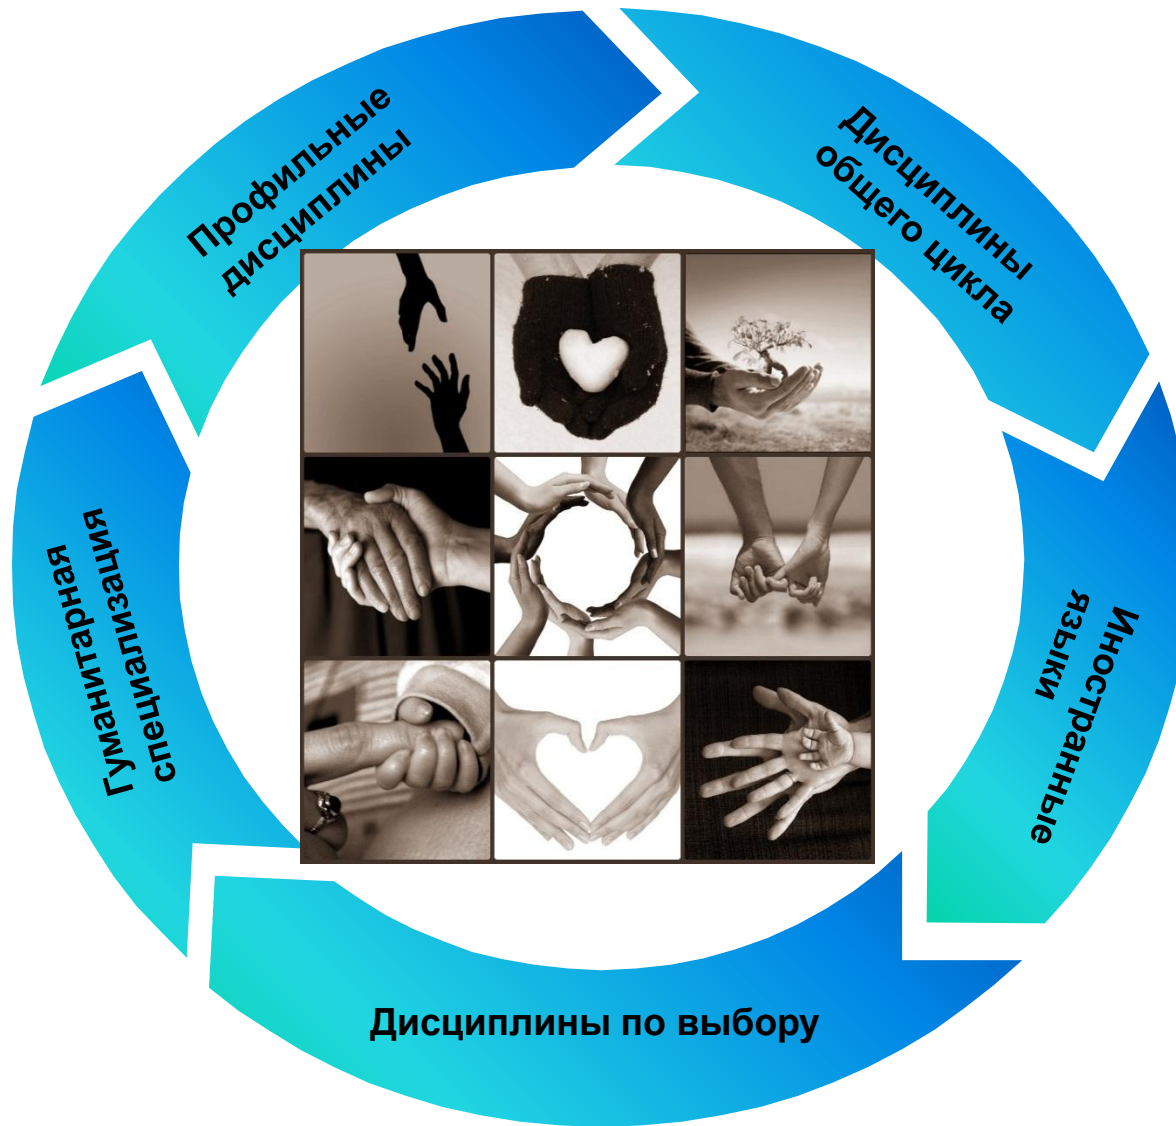 Профильные
дисциплины
Дисциплины
общего цикла
Иностранные
языки
Дисциплины по выбору
Гуманитарная
специализация